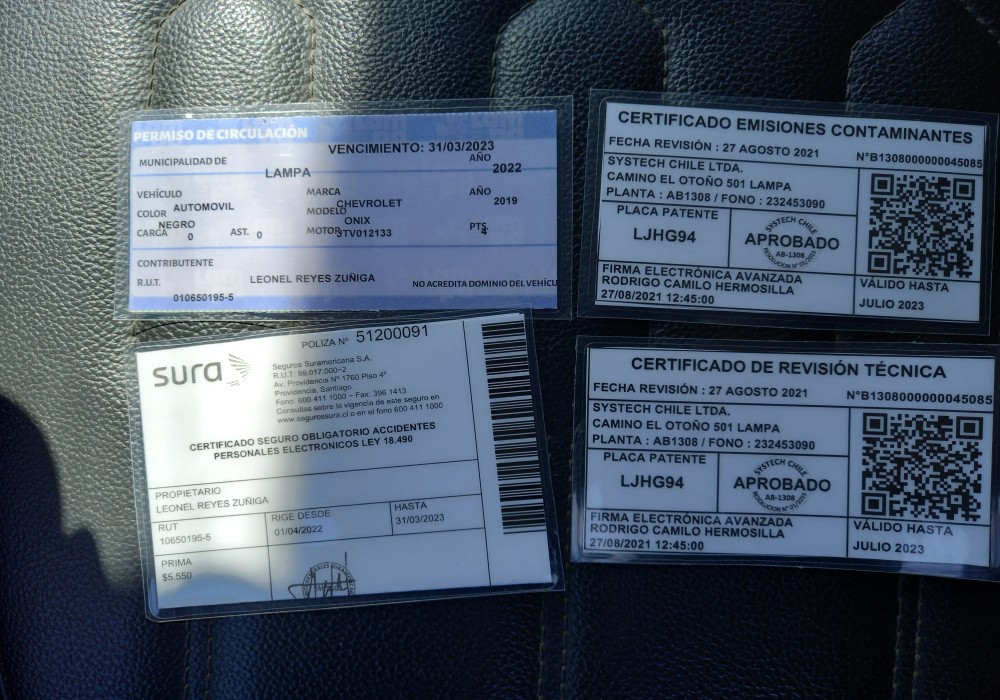 PERMISO DE CIRCULACIÓN
VENCIMIENTO: 31/03/2023
MUNICIPALIDAD DE
LAMPA
AÑO
2022
VEHÍCULO
AUTOMOVIL
MARCA
CHEVROLET
AÑO
2019
COLOR
NEGRO
MODELO
ONIX
CARGA
0
AST. 0
MOTOR
3TV012133
PTS.
4
CONTRIBUENTE
R.U.T.
LEONEL REYES ZUÑIGA
NO ACREDITA DOMINIO DEL VEHÍCU
010650195-5
CERTIFICADO EMISIONES CONTAMINANTES
FECHA REVISIÓN : 27 AGOSTO 2021
N°B1308000000045085
SYSTECH CHILE LTDA.
CAMINO EL OTOÑO 501 LAMPA
PLANTA : AB1308 / FONO : 232453090
PLACA PATENTE
LJHG94
SYSTECH CHILE
APROBADO
AB-1308
FIRMA ELECTRÓNICA AVANZADA
RODRIGO CAMILO HERMOSILLA
27/08/2021 12:45:00
VÁLIDO HASTA
JULIO 2023
sura
POLIZA N° 51200091
Seguros Suramericana S.A.
R.U.T. 99.017.000-2
Av. Providencia N° 1760 Piso 4°
Providencia, Santiago
Fono: 600 411 1000 - Fax: 396 1413
Consultas sobre la vigencia de este seguro en
www.segurossura.cl o en el fono 600 411 1000
CERTIFICADO SEGURO OBLIGATORIO ACCIDENTES
PERSONALES ELECTRONICOS LEY 18.490
PROPIETARIO
LEONEL REYES ZUÑIGA
RUT
10650195-5
RIGE DESDE
01/04/2022
HASTA
31/03/2023
PRIMA
$5.550
CERTIFICADO DE REVISIÓN TÉCNICA
FECHA REVISIÓN : 27 AGOSTO 2021
N°B1308000000045085
SYSTECH CHILE LTDA.
CAMINO EL OTOÑO 501 LAMPA
PLANTA : AB1308 / FONO : 232453090
PLACA PATENTE
LJHG94
SYSTECH CHILE
APROBADO
AB-1308
FIRMA ELECTRÓNICA AVANZADA
RODRIGO CAMILO HERMOSILLA
27/08/2021 12:45:00
VÁLIDO HASTA
JULIO 2023